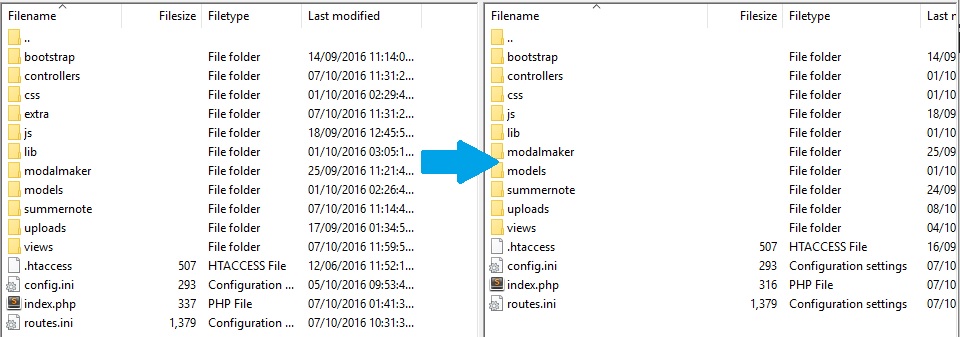 Filename Filesize Filetype Last modified
..
bootstrap File folder 14/09/2016 11:14:0...
controllers File folder 07/10/2016 11:31:2...
css File folder 01/10/2016 02:29:4...
extra File folder 07/10/2016 11:31:2...
js File folder 18/09/2016 12:45:5...
lib File folder 01/10/2016 03:05:1...
modalmaker File folder 25/09/2016 11:21:4...
models File folder 01/10/2016 02:26:4...
summernote File folder 07/10/2016 11:14:4...
uploads File folder 17/09/2016 01:34:5...
views File folder 07/10/2016 11:59:5...
.htaccess 507 HTACCESS File 12/06/2016 11:52:1...
config.ini 293 Configuration ... 05/10/2016 09:53:4...
index.php 337 PHP File 07/10/2016 01:41:3...
routes.ini 1,379 Configuration ... 07/10/2016 10:31:3...
Filename Filesize Filetype Last r
..
bootstrap File folder 14/09
controllers File folder 01/10
css File folder 01/10
js File folder 18/09
lib File folder 01/10
modalmaker File folder 25/09
models File folder 01/10
summernote File folder 24/09
uploads File folder 08/10
views File folder 04/10
.htaccess 507 HTACCESS File 16/09
config.ini 293 Configuration settings 07/10
index.php 316 PHP File 07/10
routes.ini 1,379 Configuration settings 07/10